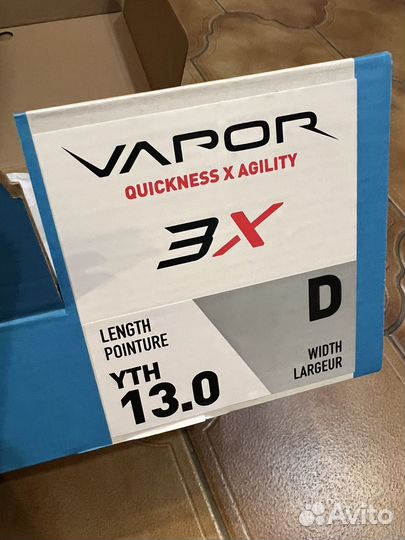 VAPOR
QUICKNESS X AGILITY
3X
LENGTH
POINTURE
YTH
13.0
D
WIDTH
LARGEUR
Avito